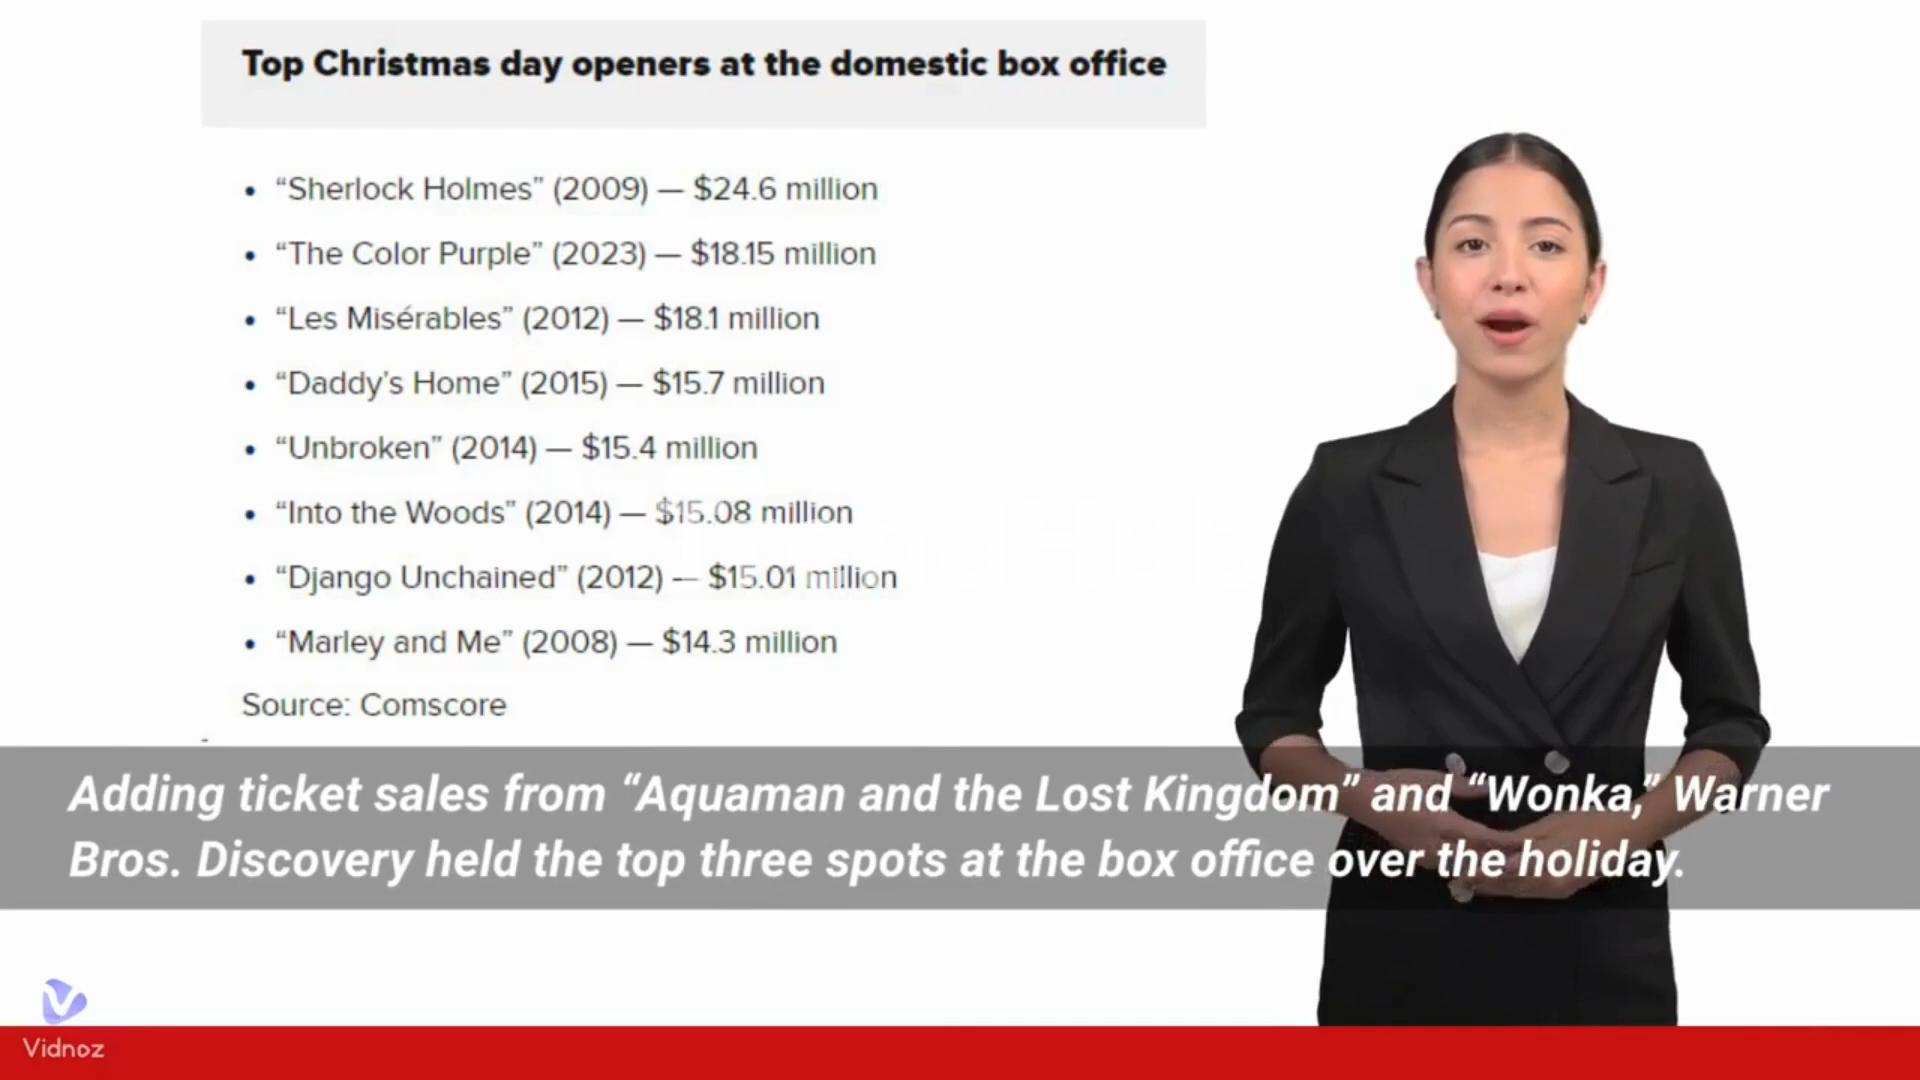 Top Christmas day openers at the domestic box office
• “Sherlock Holmes” (2009) — $24.6 million
• “The Color Purple” (2023) — $18.15 million
• “Les Misérables” (2012) — $18.1 million
• “Daddy’s Home” (2015) — $15.7 million
• “Unbroken” (2014) — $15.4 million
• “Into the Woods” (2014) — $15.08 million
• “Django Unchained” (2012) — $15.01 million
• “Marley and Me” (2008) — $14.3 million
Source: Comscore
Adding ticket sales from “Aquaman and the Lost Kingdom” and “Wonka,” Warner
Bros. Discovery held the top three spots at the box office over the holiday.
Vidnoz